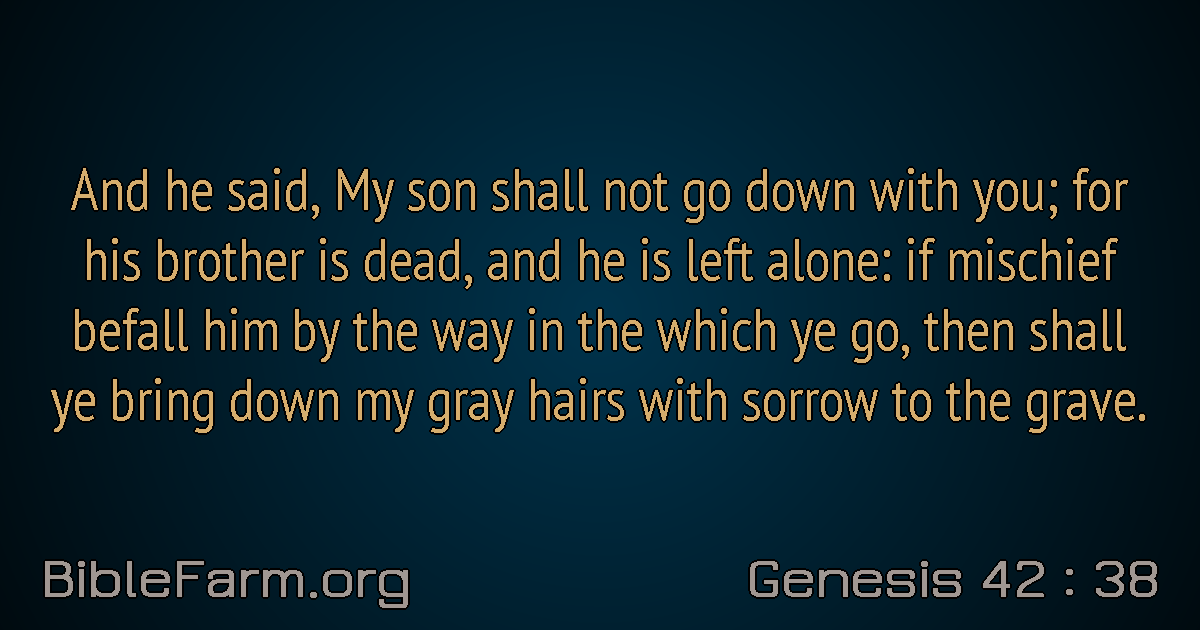 And he said, My son shall not go down with you; for
his brother is dead, and he is left alone: if mischief
befall him by the way in the which ye go, then shall
ye bring down my gray hairs with sorrow to the grave.
BibleFarm.org
Genesis 42 : 38